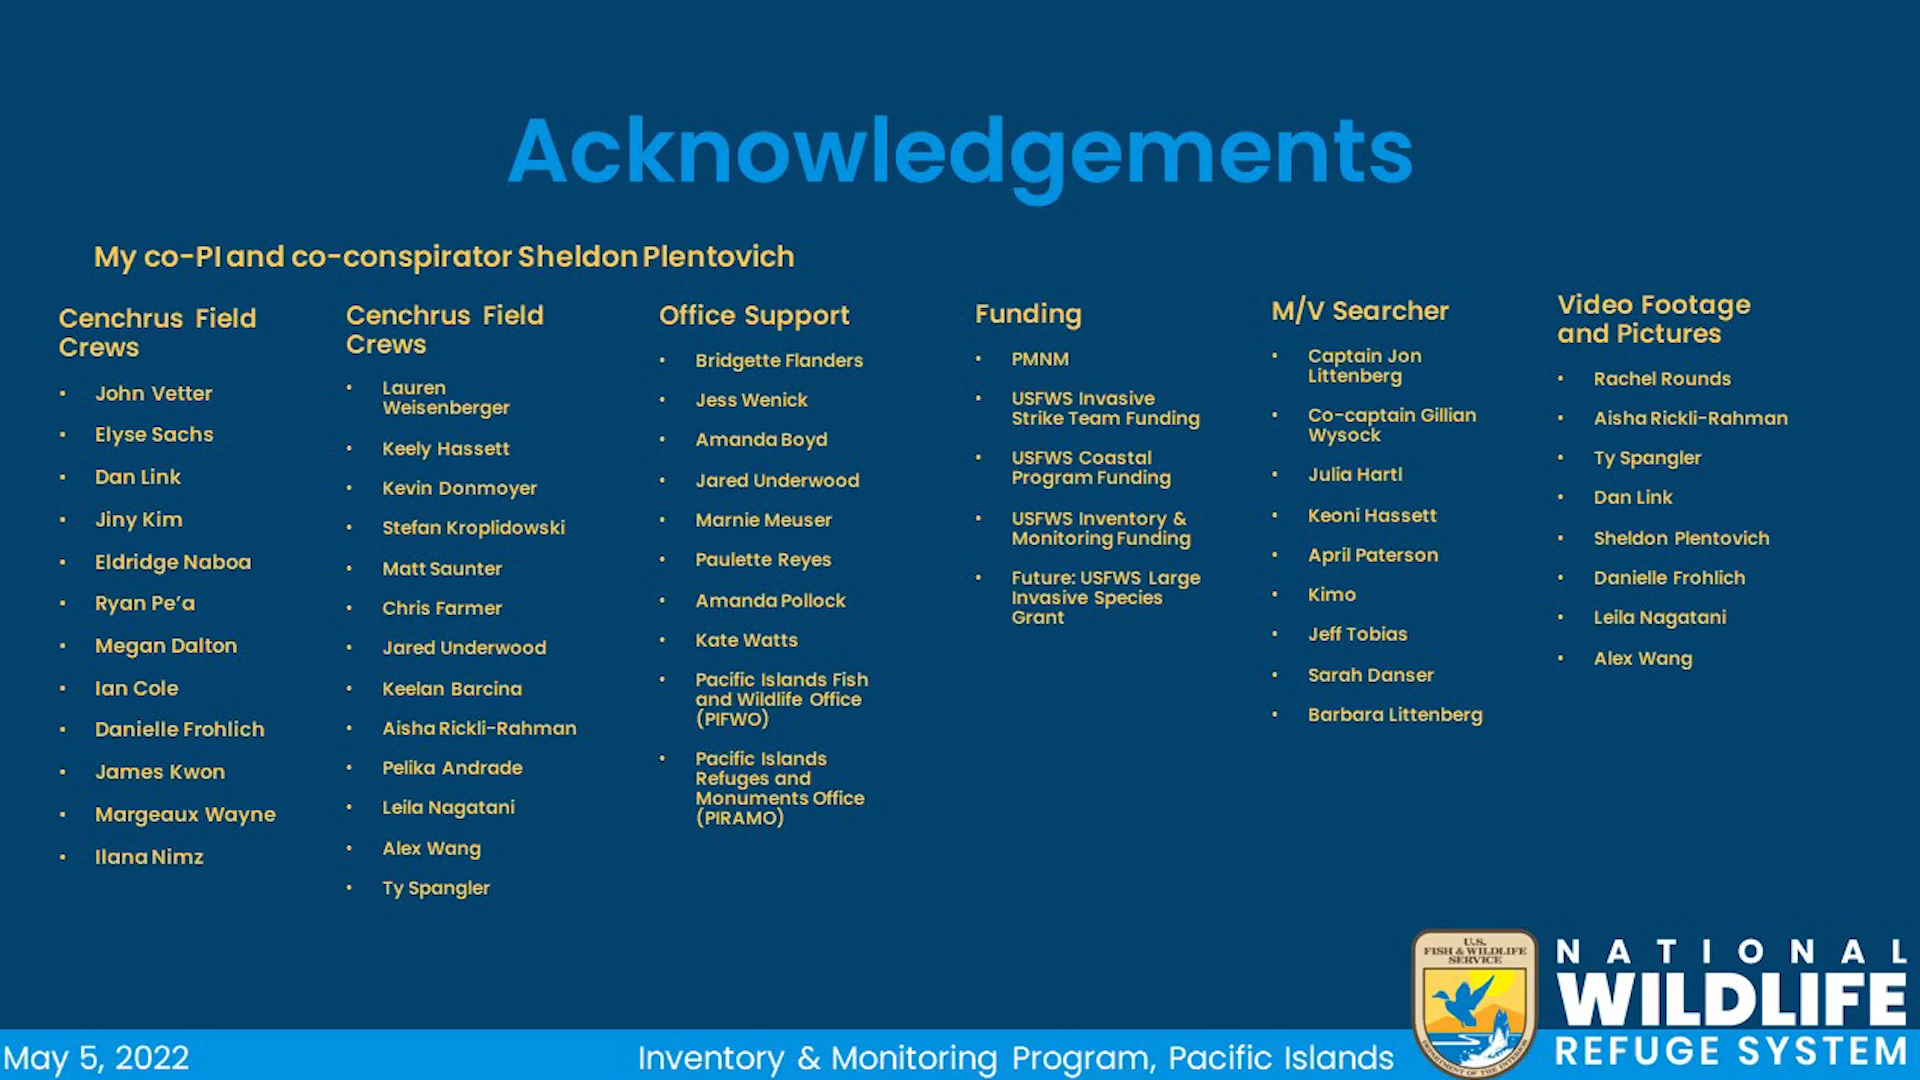 Acknowledgements
My co-PI and co-conspirator Sheldon Plentovich
Cenchrus Field
Crews
• John Vetter
• Elyse Sachs
• Dan Link
• Jiny Kim
• Eldridge Naboa
• Ryan Pe’a
• Megan Dalton
• Ian Cole
• Danielle Frohlich
• James Kwon
• Margeaux Wayne
• Ilana Nimz
Cenchrus Field
Crews
• Lauren
Weisenberger
• Keely Hassett
• Kevin Donmoyer
• Stefan Kroplidowski
• Matt Saunter
• Chris Farmer
• Jared Underwood
• Keelan Barcina
• Aisha Rickli-Rahman
• Pelika Andrade
• Leila Nagatani
• Alex Wang
• Ty Spangler
Office Support
• Bridgette Flanders
• Jess Wenick
• Amanda Boyd
• Jared Underwood
• Marnie Meuser
• Paulette Reyes
• Amanda Pollock
• Kate Watts
• Pacific Islands Fish
and Wildlife Office
(PIFWO)
• Pacific Islands
Refuges and
Monuments Office
(PIRAMO)
Funding
• PMNM
• USFWS Invasive
Strike Team Funding
• USFWS Coastal
Program Funding
• USFWS Inventory &
Monitoring Funding
• Future: USFWS Large
Invasive Species
Grant
M/V Searcher
• Captain Jon
Littenberg
• Co-captain Gillian
Wysock
• Julia Hartl
• Keoni Hassett
• April Paterson
• Kimo
• Jeff Tobias
• Sarah Danser
• Barbara Littenberg
Video Footage
and Pictures
• Rachel Rounds
• Aisha Rickli-Rahman
• Ty Spangler
• Dan Link
• Sheldon Plentovich
• Danielle Frohlich
• Leila Nagatani
• Alex Wang
May 5, 2022
Inventory & Monitoring Program, Pacific Islands
U.S.
FISH & WILDLIFE
SERVICE
DEPARTMENT OF THE INTERIOR
NATIONAL
WILDLIFE
REFUGE SYSTEM